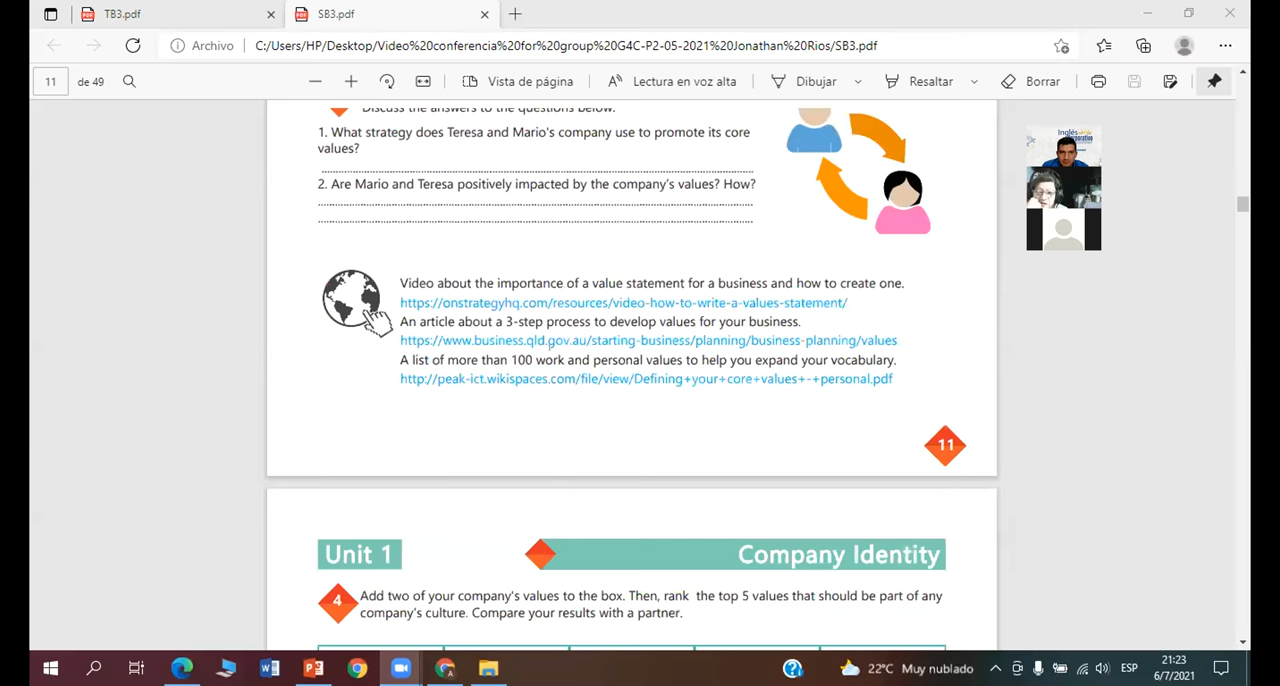 TB3.pdf
SB3.pdf
Archivo
C:/Users/HP/Desktop/Video%20conferencia%20for%20group%20G4C-P2-05-2021%20Jonathan%20Rios/SB3.pdf
11
de 49
Vista de página
Lectura en voz alta
Dibujar
Resaltar
Borrar
Discuss the answers to the questions below.
1. What strategy does Teresa and Mario's company use to promote its core
values?
2. Are Mario and Teresa positively impacted by the company's values? How?
Inglés
Video about the importance of a value statement for a business and how to create one.
https://onstrategyhq.com/resources/video-how-to-write-a-values-statement/
An article about a 3-step process to develop values for your business.
https://www.business.qld.gov.au/starting-business/planning/business-planning/values
A list of more than 100 work and personal values to help you expand your vocabulary.
http://peak-ict.wikispaces.com/file/view/Defining+your+core+values+-+personal.pdf
11
Unit 1
Company Identity
4
Add two of your company's values to the box. Then, rank the top 5 values that should be part of any
company's culture. Compare your results with a partner.
22°C Muy nublado
ESP
21:23
6/7/2021